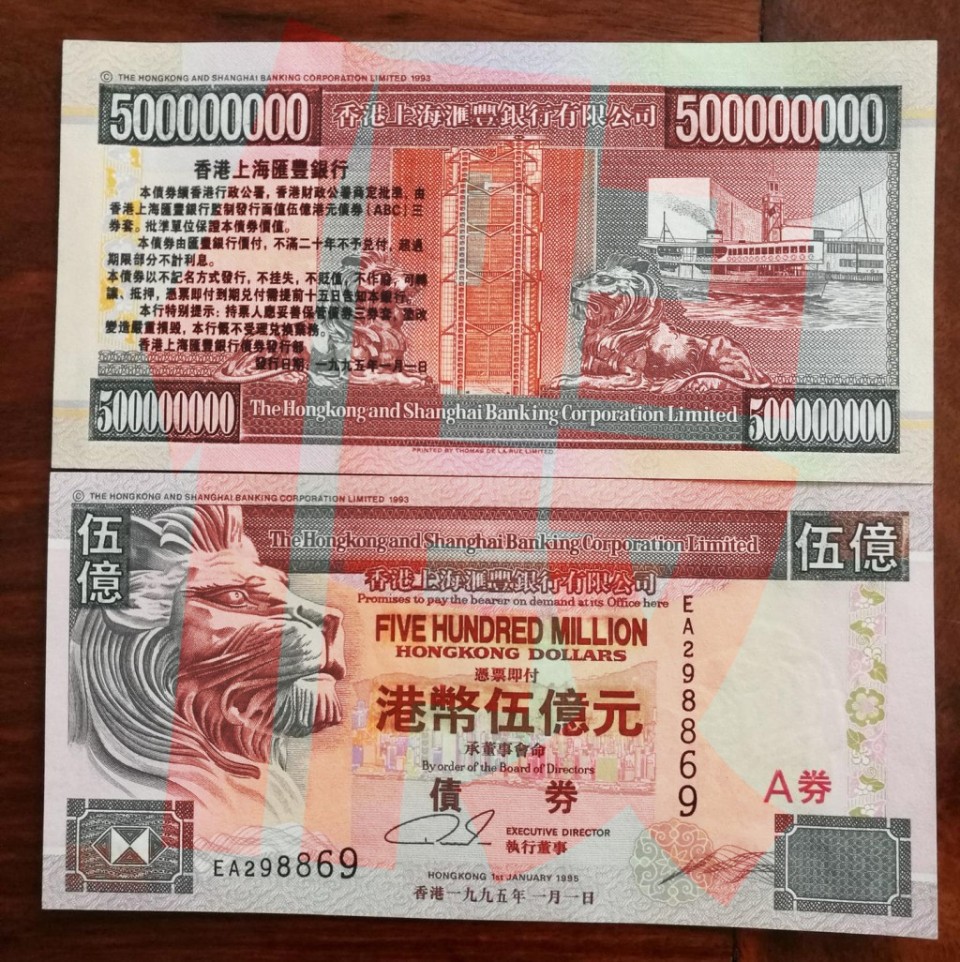 © THE HONGKONG AND SHANGHAI BANKING CORPORATION LIMITED 1993
500000000
香港上海滙豐銀行有限公司
500000000
香港上海匯豐銀行
本債券續香港行政公署，香港財政公署商定批準，由
香港上海匯豐銀行監制發行面值伍億港元債券（ABC）三
券套。批準單位保證本債券價值。
本債券由匯豐銀行價付，不滿二十年不予兑付，超過
期限部分不計利息。
本債券以不記名方式發行，不挂失，不貶值，不作廢，可轉
讓、抵押，憑票即付到期兑付需提前十五日告知本銀行。
本行特别提示：持票人應妥善保管債券三券套，塗改
變造嚴重損毁，本行概不受理兑換業務。
香港上海匯豐銀行債券發行部
發行日期：一九九五年一月一日
500000000
The Hongkong and Shanghai Banking Corporation Limited
500000000
PRINTED BY THOMAS DE LA RUE LIMITED
© THE HONGKONG AND SHANGHAI BANKING CORPORATION LIMITED 1993
伍億
The Hongkong and Shanghai Banking Corporation Limited
伍億
香港上海滙豐銀行有限公司
Promises to pay the bearer on demand at its Office here
FIVE HUNDRED MILLION
HONGKONG DOLLARS
憑票即付
港幣伍億元
承董事會命
By order of the Board of Directors
債 券
EA298869
A券
EXECUTIVE DIRECTOR
執行董事
EA298869
HONGKONG 1st JANUARY 1995
香港一九九五年一月一日